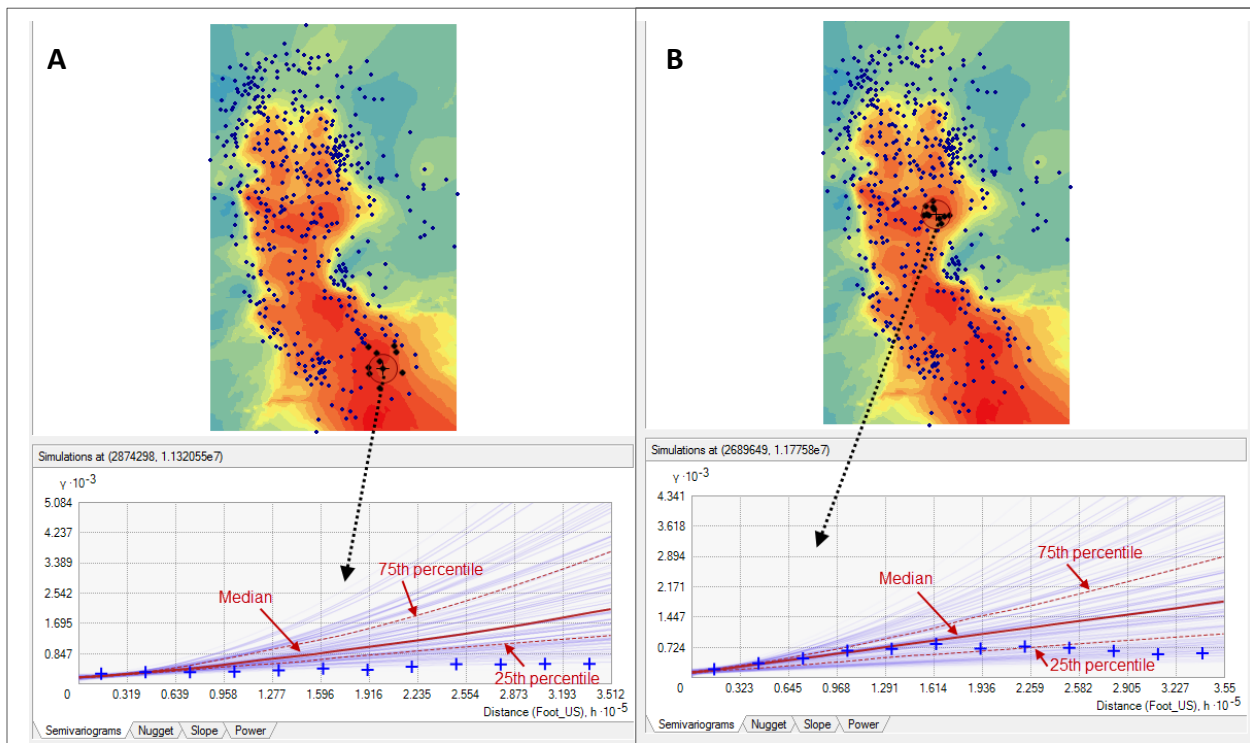 A
Simulations at (2874298, 1.132055e7)
γ ·10⁻³
5.084
4.237
3.389
2.542
1.695
0.847
75th percentile
Median
25th percentile
0 0.319 0.639 0.958 1.277 1.596 1.916 2.235 2.554 2.873 3.193 3.512
Distance (Foot_US), h ·10⁻⁵
Semivariograms Nugget Slope Power
B
Simulations at (2689649, 1.17758e7)
γ ·10⁻³
4.341
3.618
2.894
2.171
1.447
0.724
75th percentile
Median
25th percentile
0 0.323 0.645 0.968 1.291 1.614 1.936 2.259 2.582 2.905 3.227 3.55
Distance (Foot_US), h ·10⁻⁵
Semivariograms Nugget Slope Power